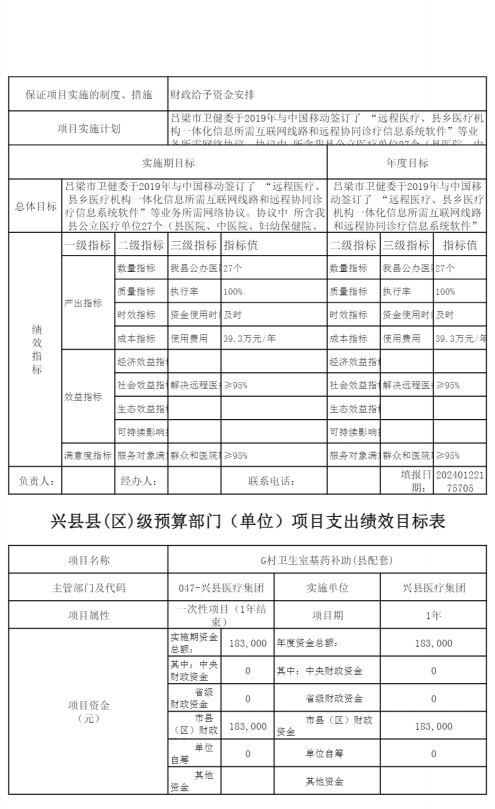 保证项目实施的制度、措施 财政给予资金安排
项目实施计划
吕梁市卫健委于2019年与中国移动签订了 “远程医疗、县乡医疗机
构一体化信息所需互联网线路和远程协同诊疗信息系统软件”等业
务所需网络协议。协议中 所含我县公立医疗单位27个（县医院、中
实施期目标 年度目标
总体目标
吕梁市卫健委于2019年与中国移动签订了 “远程医疗、
县乡医疗机构一体化信息所需互联网线路和远程协同诊
疗信息系统软件”等业务所需网络协议。协议中 所含我
县公立医疗单位27个（县医院、中医院、妇幼保健院、
吕梁市卫健委于2019年与中国移动签
订了 “远程医疗、县乡医疗
机构一体化信息所需互联网线路
和远程协同诊疗信息系统软件”
绩效指标
一级指标 二级指标 三级指标 指标值 二级指标 三级指标 指标值
产出指标
数量指标 我县公办医 27个 数量指标 我县公办医 27个
质量指标 执行率 100% 质量指标 执行率 100%
时效指标 资金使用时 及时 时效指标 资金使用时 及时
成本指标 使用费用 39.3万元/年 成本指标 使用费用 39.3万元/年
效益指标
经济效益指 经济效益指
社会效益指 解决远程医 ≥95% 社会效益指 解决远程医 ≥95%
生态效益指 生态效益指
可持续影响 可持续影响
满意度指标 服务对象满 群众和医院 ≥95% 服务对象满 群众和医院 ≥95%
负责人： 经办人： 联系电话： 填报日
期：
202401221
75705
兴县县(区)级预算部门（单位）项目支出绩效目标表
项目名称 G村卫生室基药补助(县配套)
主管部门及代码 047-兴县医疗集团 实施单位 兴县医疗集团
项目属性 一次性项目（1年结
束） 项目期 1年
项目资金
（元）
实施期资金
总额： 183,000 年度资金总额： 183,000
其中：中央
财政资金 0 其中：中央财政资金 0
省级
财政资金 0 省级财政资金 0
市县
（区）财政 183,000 市县（区）财政
资金 183,000
单位
自筹 0 单位自筹 0
其他
资金 其他资金